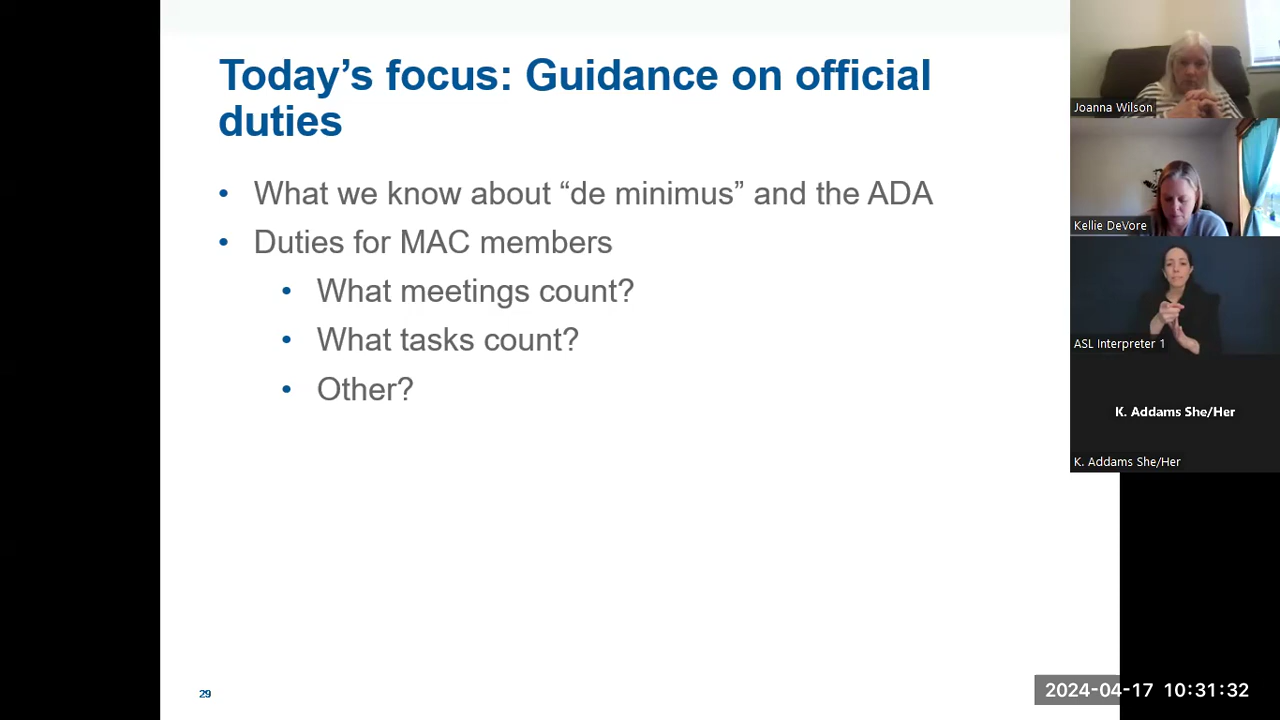 Today’s focus: Guidance on official
duties
• What we know about “de minimus” and the ADA
• Duties for MAC members
• What meetings count?
• What tasks count?
• Other?
29
Joanna Wilson
Kellie DeVore
ASL Interpreter 1
K. Addams She/Her
K. Addams She/Her
2024-04-17 10:31:32